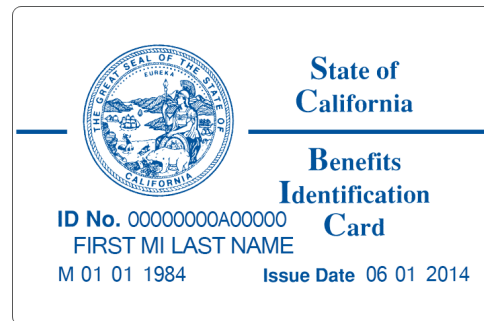 THE GREAT SEAL OF THE STATE OF CALIFORNIA
EUREKA
State of
California
Benefits
Identification
Card
ID No. 00000000A00000
FIRST MI LAST NAME
M 01 01 1984
Issue Date 06 01 2014